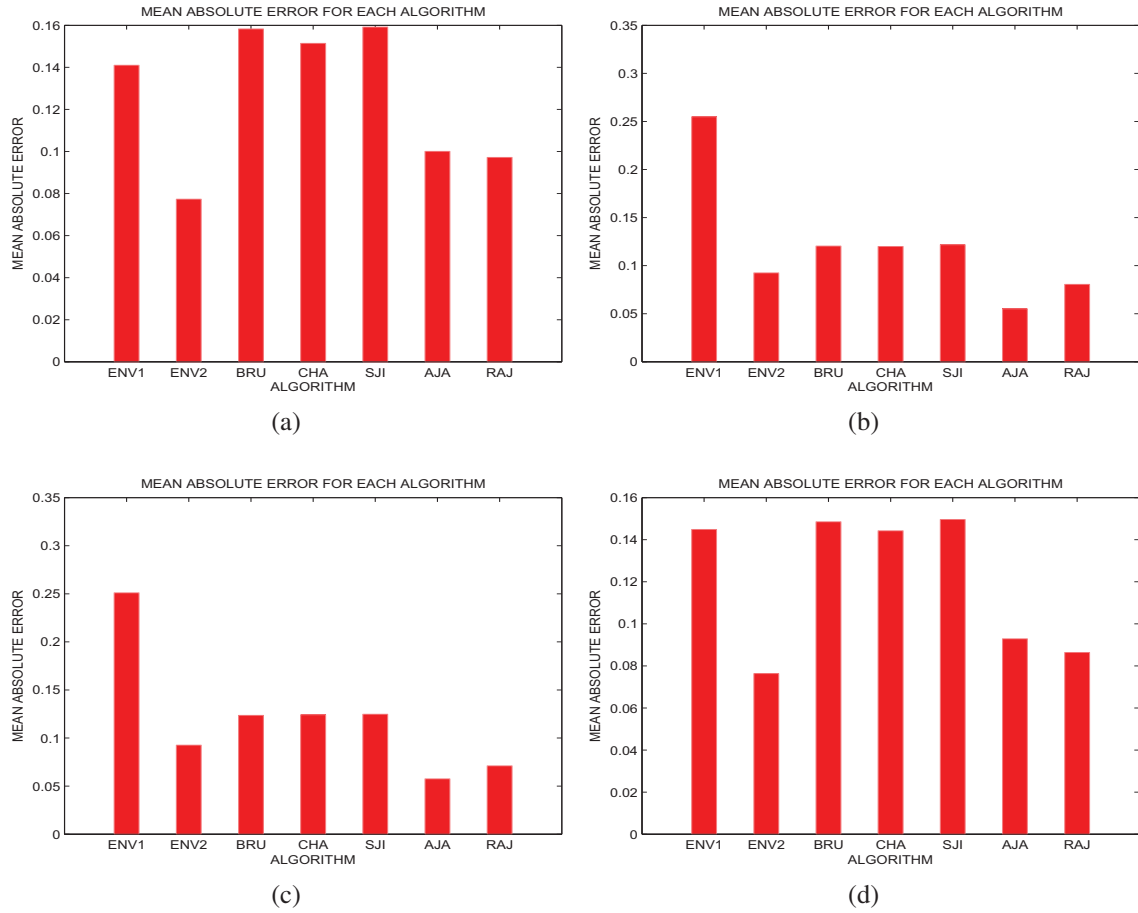 MEAN ABSOLUTE ERROR FOR EACH ALGORITHM
MEAN ABSOLUTE ERROR
0.16
0.14
0.12
0.1
0.08
0.06
0.04
0.02
0
ENV1 ENV2 BRU CHA SJI AJA RAJ
ALGORITHM
(a)
MEAN ABSOLUTE ERROR FOR EACH ALGORITHM
MEAN ABSOLUTE ERROR
0.35
0.3
0.25
0.2
0.15
0.1
0.05
0
ENV1 ENV2 BRU CHA SJI AJA RAJ
ALGORITHM
(b)
MEAN ABSOLUTE ERROR FOR EACH ALGORITHM
MEAN ABSOLUTE ERROR
0.35
0.3
0.25
0.2
0.15
0.1
0.05
0
ENV1 ENV2 BRU CHA SJI AJA RAJ
ALGORITHM
(c)
MEAN ABSOLUTE ERROR FOR EACH ALGORITHM
MEAN ABSOLUTE ERROR
0.16
0.14
0.12
0.1
0.08
0.06
0.04
0.02
0
ENV1 ENV2 BRU CHA SJI AJA RAJ
ALGORITHM
(d)